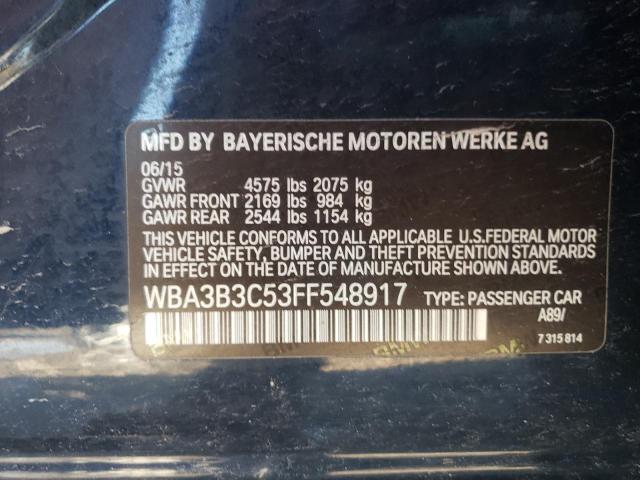 MFD BY BAYERISCHE MOTOREN WERKE AG
06/15
GVWR 4575 lbs 2075 kg
GAWR FRONT 2169 lbs 984 kg
GAWR REAR 2544 lbs 1154 kg
THIS VEHICLE CONFORMS TO ALL APPLICABLE U.S.FEDERAL MOTOR
VEHICLE SAFETY, BUMPER AND THEFT PREVENTION STANDARDS
IN EFFECT ON THE DATE OF MANUFACTURE SHOWN ABOVE.
WBA3B3C53FF548917 TYPE: PASSENGER CAR
A89/
7 315 814